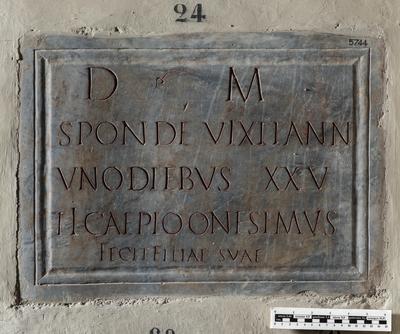 24
5744
D M
SPONDE VIXIT ANN
VNO DIEBVS XXV
TI CAEPIO ONESIMVS
FECIT FILIAE SVAE